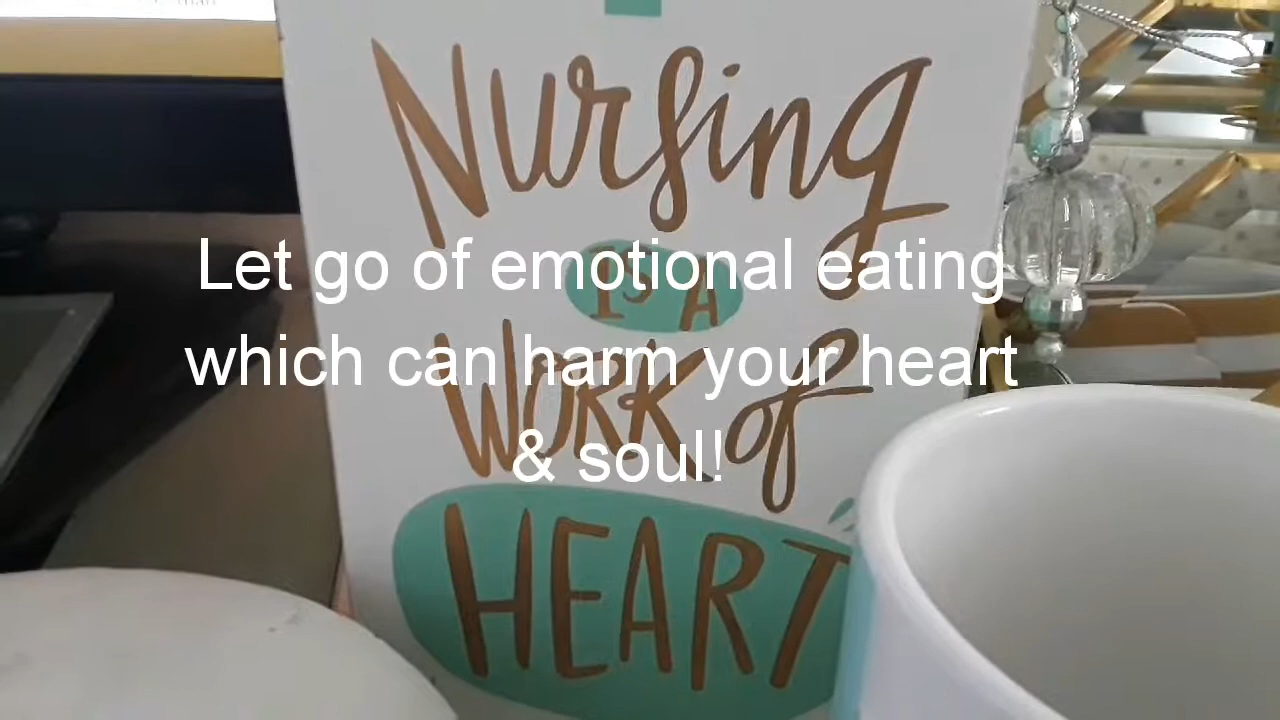 Nursing
IS A
WORK of
HEART
Let go of emotional eating
which can harm your heart
& soul!